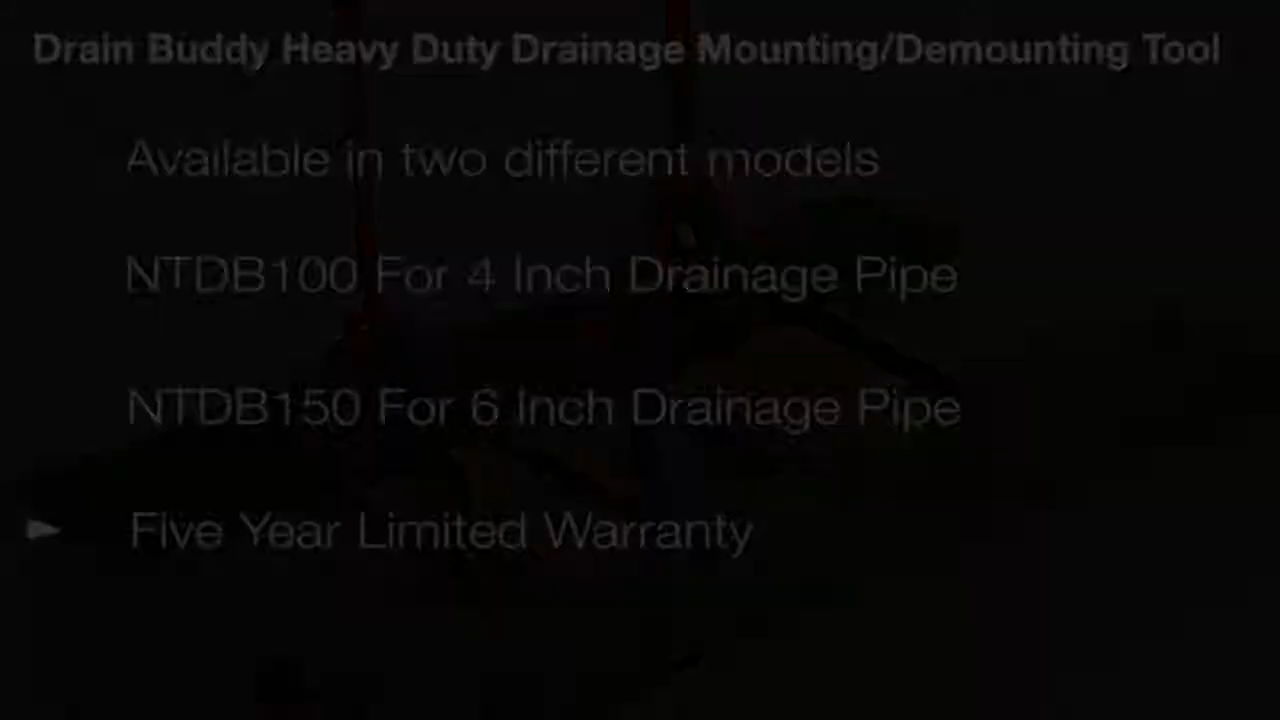 Drain Buddy Heavy Duty Drainage Mounting/Demounting Tool
Available in two different models
NTDB100 For 4 Inch Drainage Pipe
NTDB150 For 6 Inch Drainage Pipe
Five Year Limited Warranty